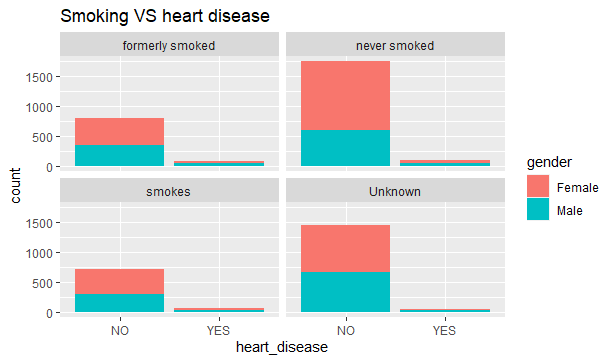 Smoking VS heart disease
formerly smoked
never smoked
1500
1000
500
0
smokes
Unknown
1500
1000
500
0
NO
YES
NO
YES
heart_disease
count
gender
Female
Male